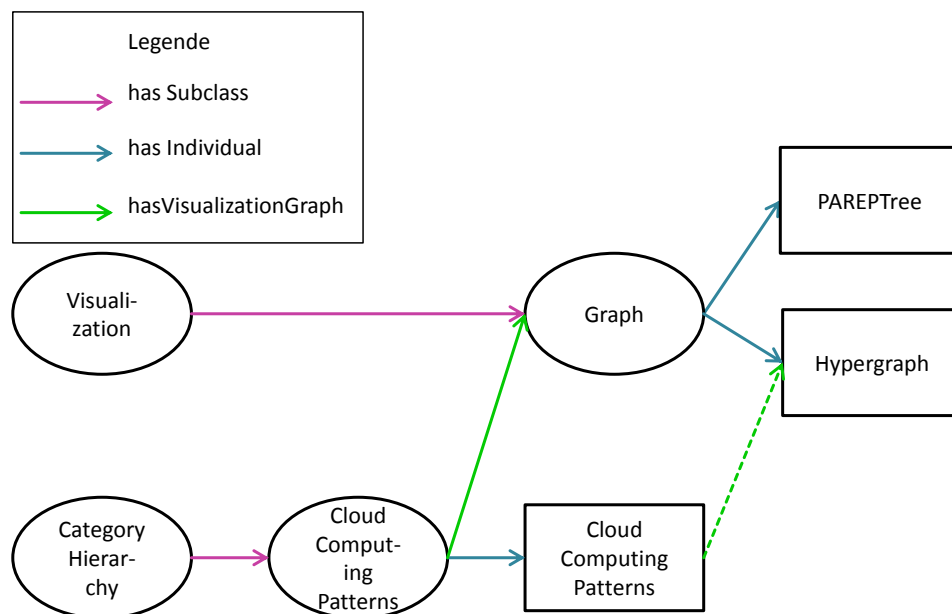 Legende
has Subclass
has Individual
hasVisualizationGraph
PAREPTree
Visuali-
zation
Graph
Hypergraph
Category
Hierar-
chy
Cloud
Comput-
ing
Patterns
Cloud
Computing
Patterns